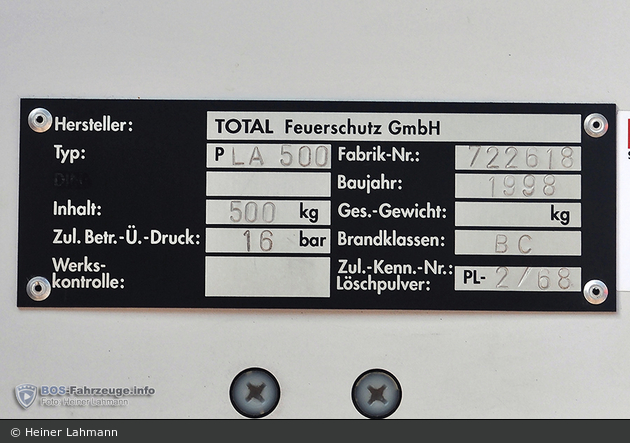 Hersteller: TOTAL Feuerschutz GmbH
Typ: PLA 500 Fabrik-Nr.: 722618
DIN Baujahr: 1998
Inhalt: 500 kg Ges.-Gewicht: kg
Zul. Betr.-Ü.-Druck: 16 bar Brandklassen: BC
Werks-
kontrolle:
Zul.-Kenn.-Nr.:
Löschpulver: PL- 2/68
BOS-Fahrzeuge.info
Foto: Heiner Lahmann
© Heiner Lahmann